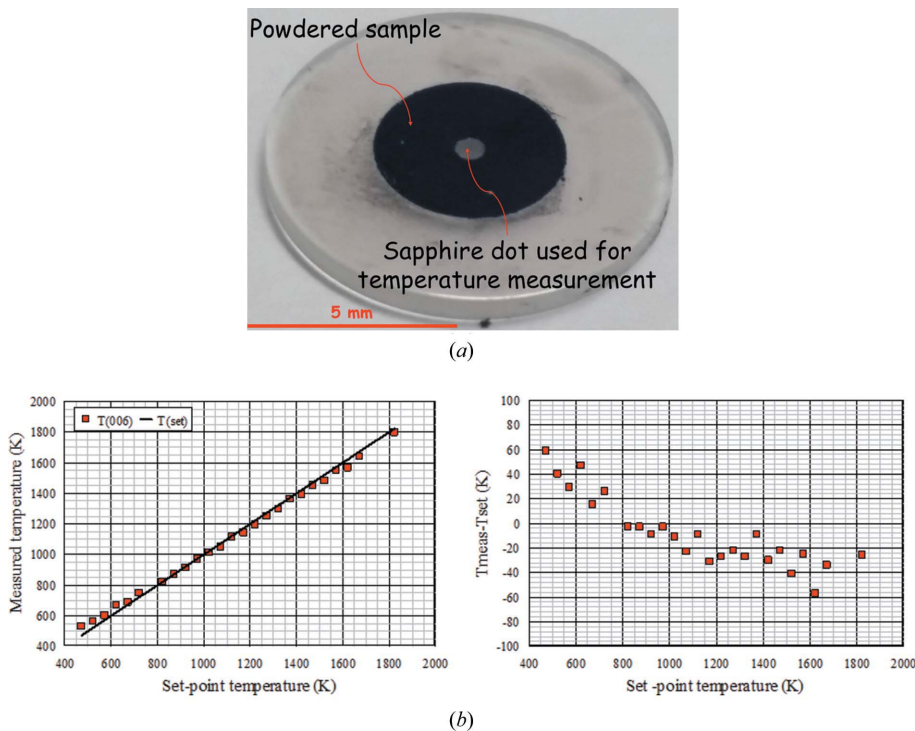 Powdered sample
Sapphire dot used for
temperature measurement
5 mm
(a)
T(006) T(set)
Measured temperature (K)
2000
1800
1600
1400
1200
1000
800
600
400
400 600 800 1000 1200 1400 1600 1800 2000
Set-point temperature (K)
Tmeas-Tset (K)
100
80
60
40
20
0
-20
-40
-60
-80
-100
400 600 800 1000 1200 1400 1600 1800 2000
Set -point temperature (K)
(b)